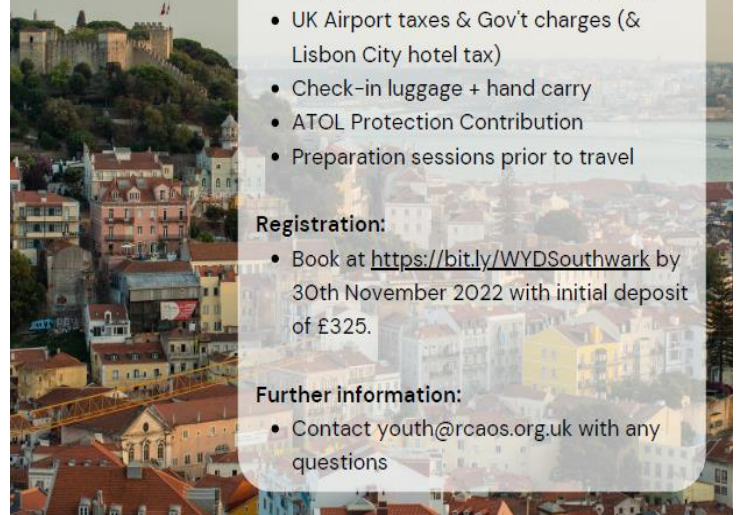 • UK Airport taxes & Gov't charges (&
Lisbon City hotel tax)
• Check-in luggage + hand carry
• ATOL Protection Contribution
• Preparation sessions prior to travel
Registration:
• Book at https://bit.ly/WYDSouthwark by
30th November 2022 with initial deposit
of £325.
Further information:
• Contact youth@rcaos.org.uk with any
questions